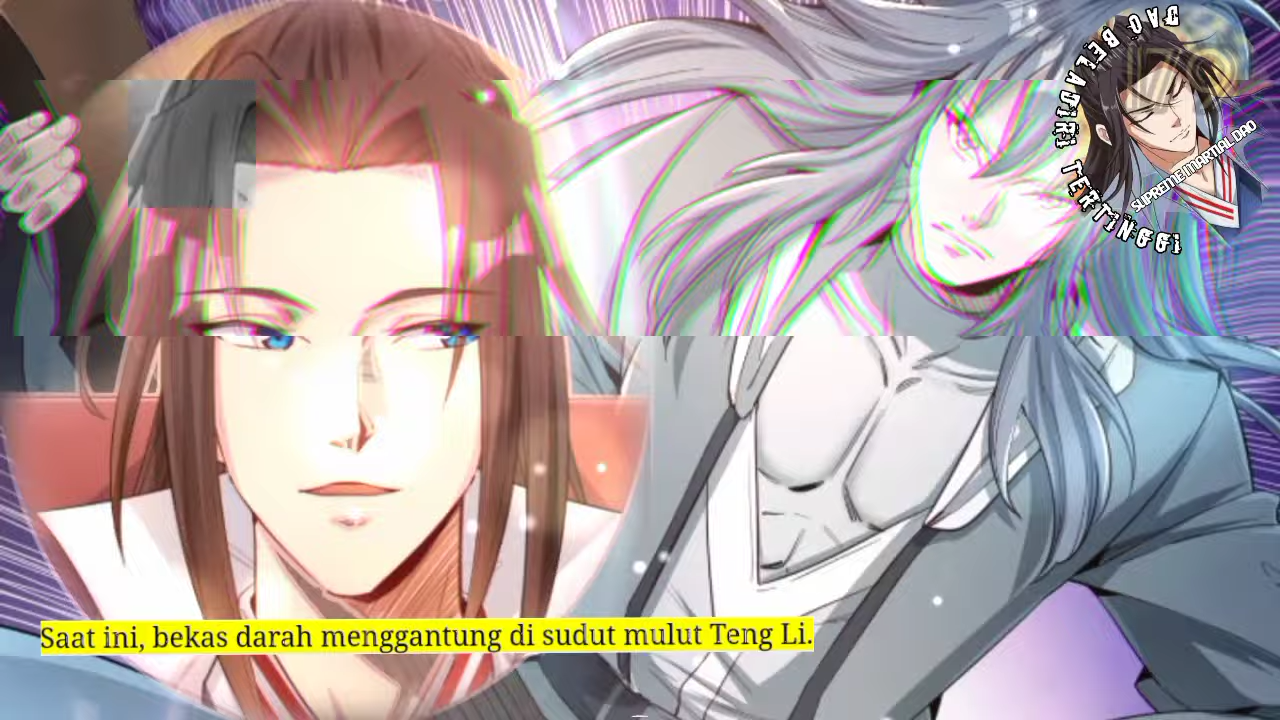 DAO BELADIRI TERTINGGI
SUPREME MARTIAL DAO
Saat ini, bekas darah menggantung di sudut mulut Teng Li.